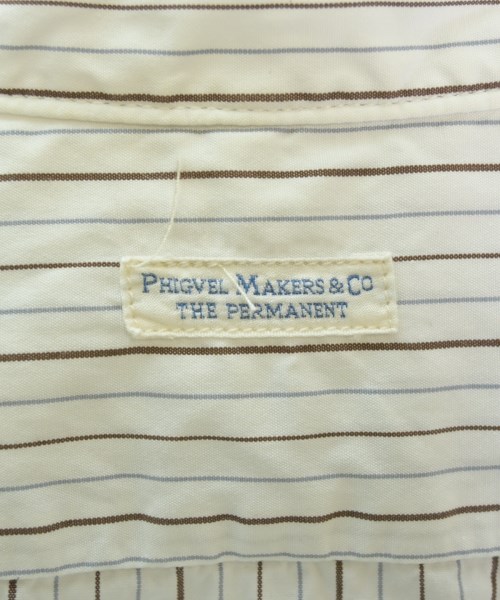 PHIGVEL MAKERS & CO
THE PERMANENT